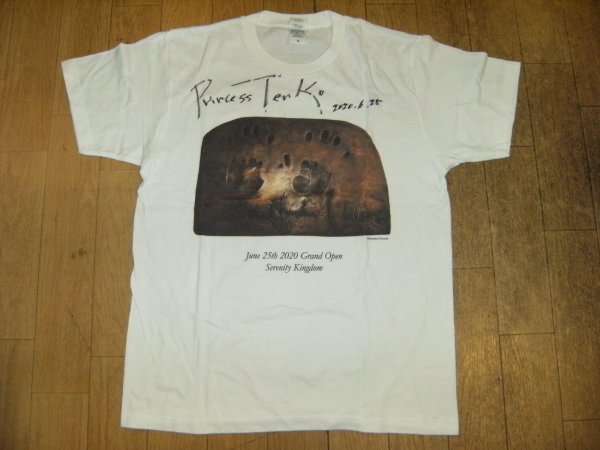 Princess Tenko
2020.6.25
June 25th 2020 Grand Open
Serenity Kingdom